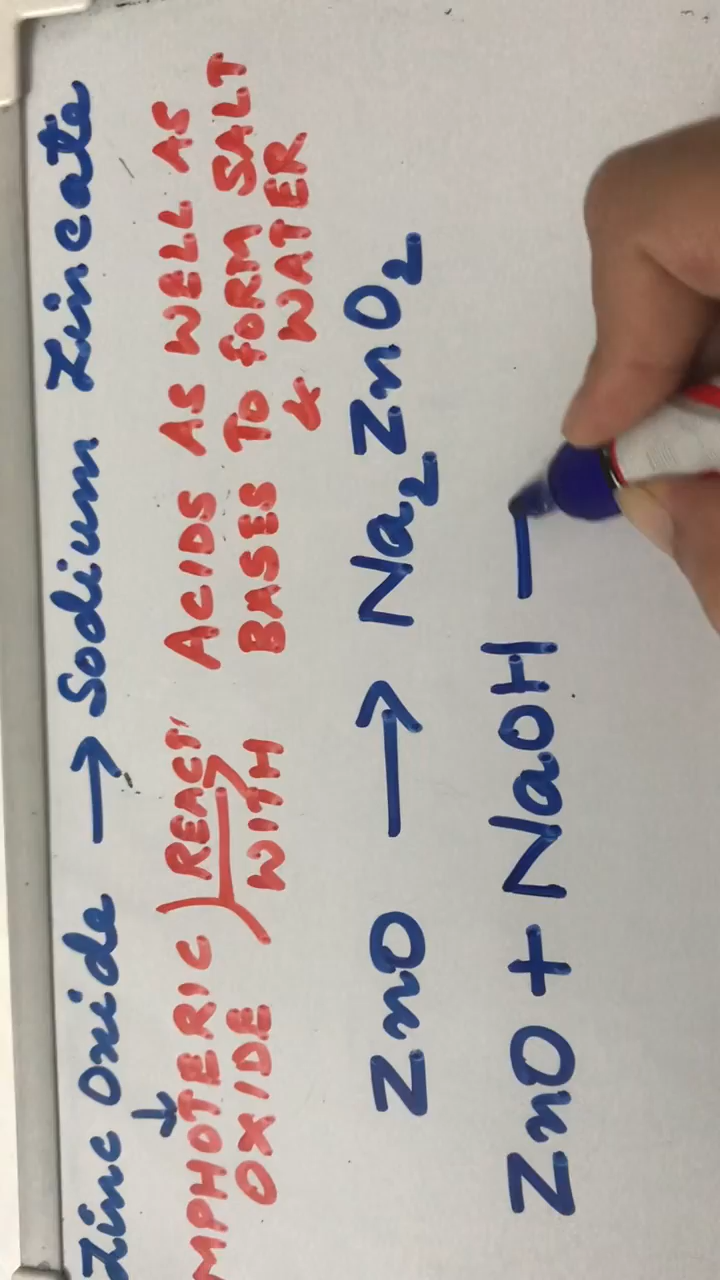 Zinc Oxide → Sodium Zincate
↓
MPHOTERIC REACT ACIDS AS WELL AS
OXIDE WITH BASES TO FORM SALT
& WATER
ZnO → Na₂ZnO₂
ZnO + NaOH —